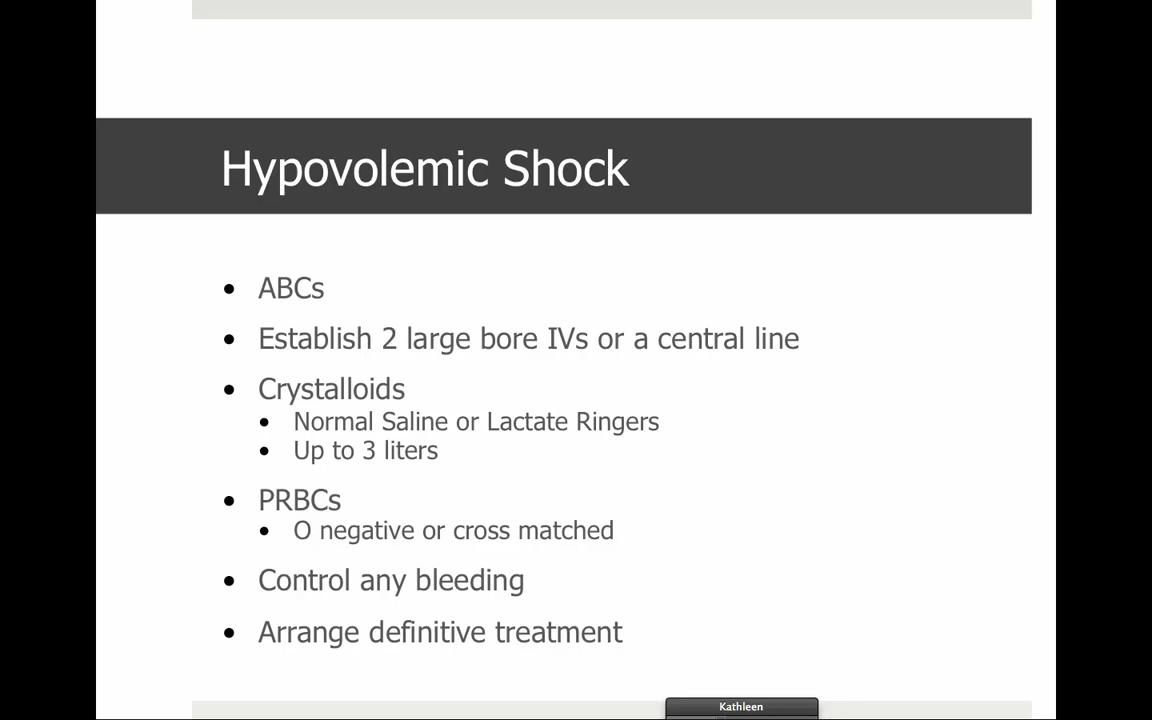 Hypovolemic Shock
• ABCs
• Establish 2 large bore IVs or a central line
• Crystalloids
• Normal Saline or Lactate Ringers
• Up to 3 liters
• PRBCs
• O negative or cross matched
• Control any bleeding
• Arrange definitive treatment
Kathleen